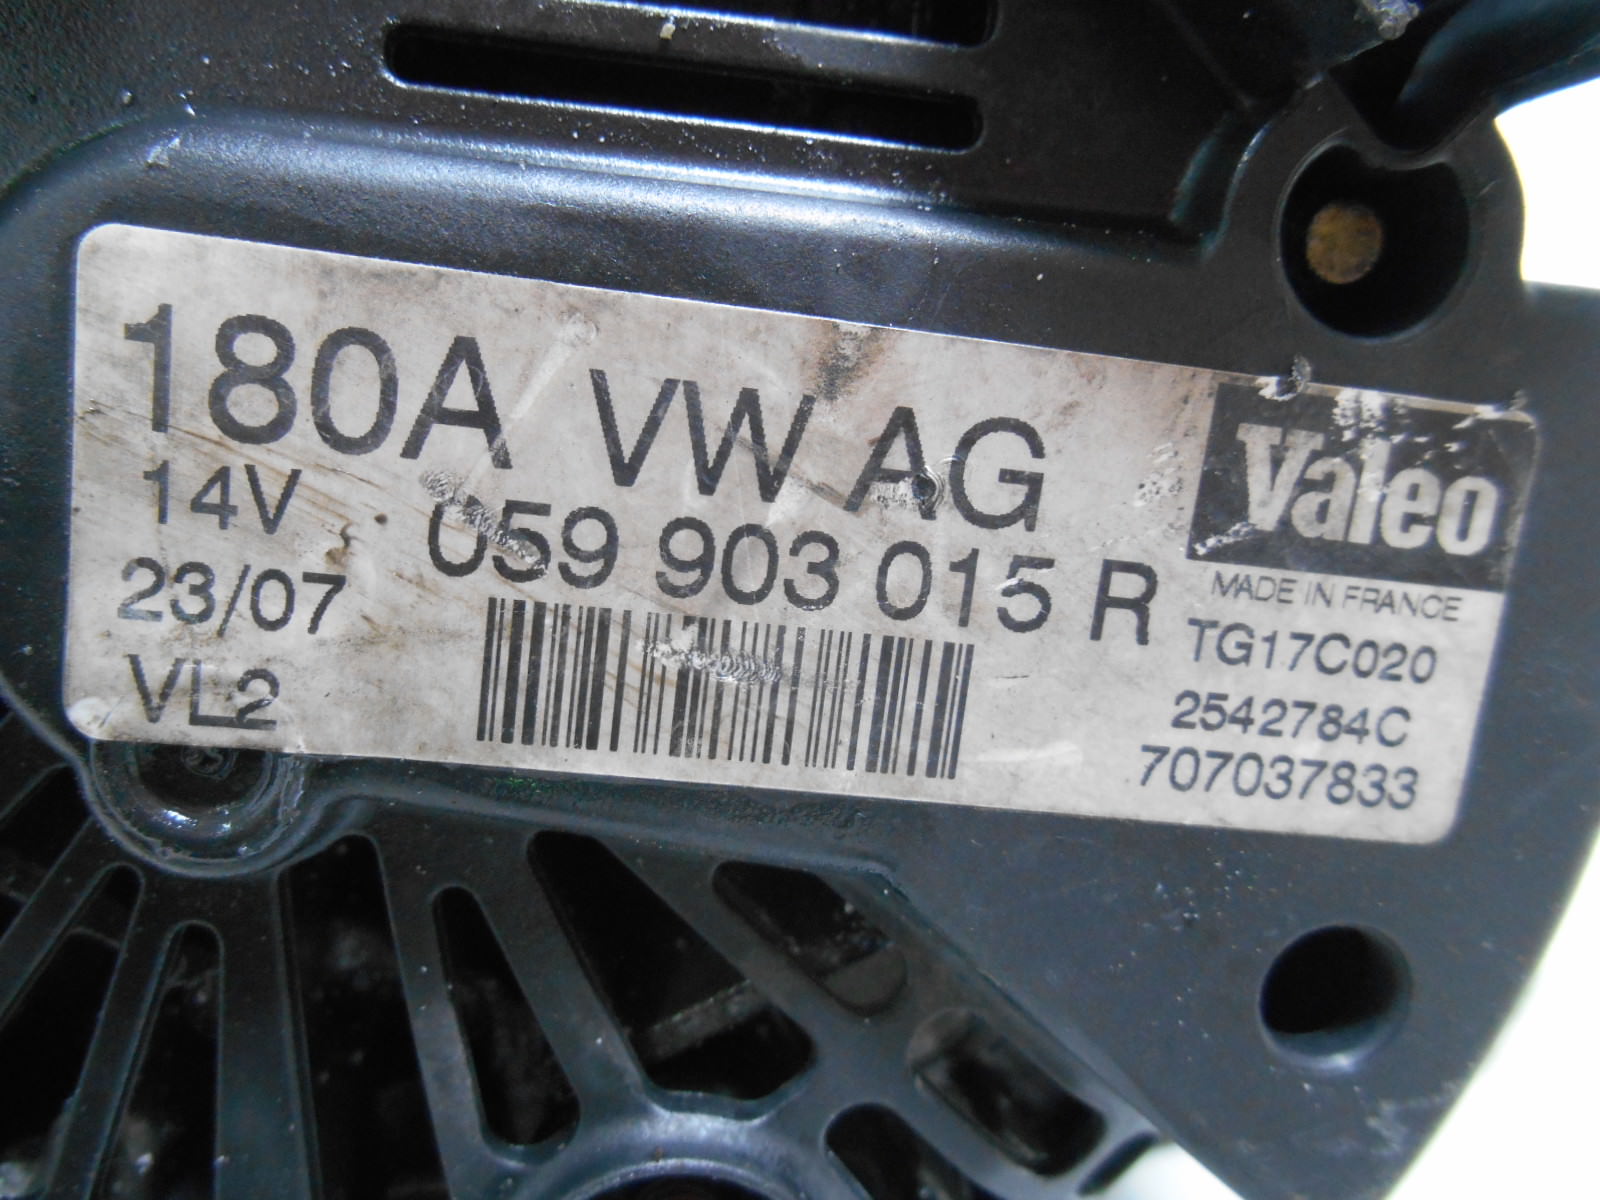 180A VW AG
14V
059 903 015 R
23/07
VL2
Valeo
MADE IN FRANCE
TG17C020
2542784C
707037833